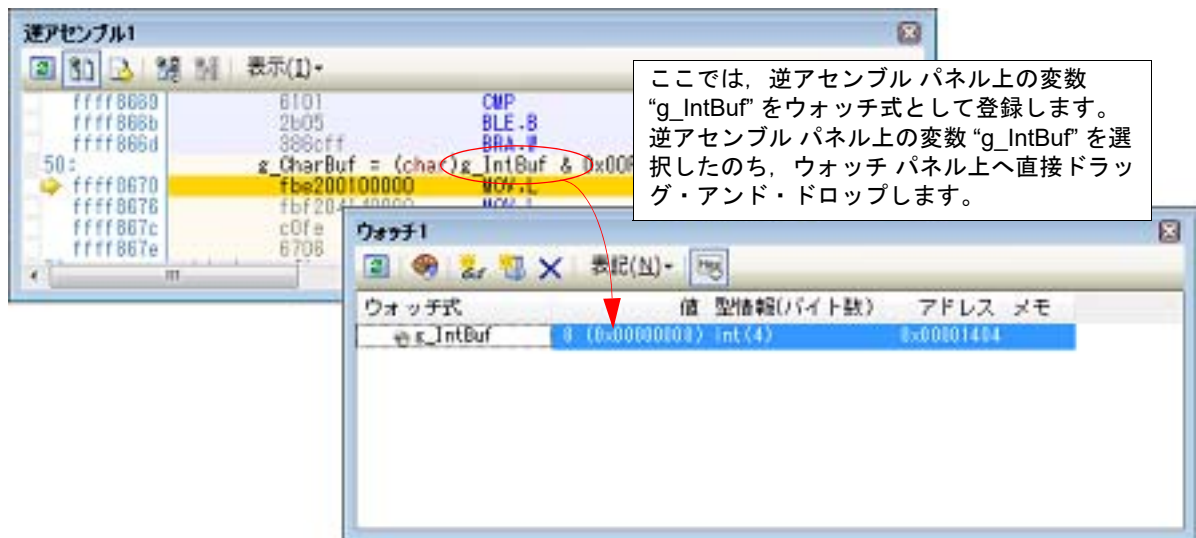 逆アセンブル1
表示(I)
ffff8669 6101 CMP
ffff866b 2b05 BLE.B
ffff866d 386cff BRA.W
50: g_CharBuf = (char)g_IntBuf & 0x00F
ffff8670 fbe200100000 MOV.L
ffff8676 MOV.L
ffff867c c0fe
ffff867e 6706
ここでは，逆アセンブル パネル上の変数
“g_IntBuf” をウォッチ式として登録します。
逆アセンブル パネル上の変数 “g_IntBuf” を選
択したのち，ウォッチ パネル上へ直接ドラッ
グ・アンド・ドロップします。
ウォッチ1
表記(N) Hex
ウォッチ式 値 型情報(バイト数) アドレス メモ
g_IntBuf 0 (0x00000000) int(4) 0x00001404